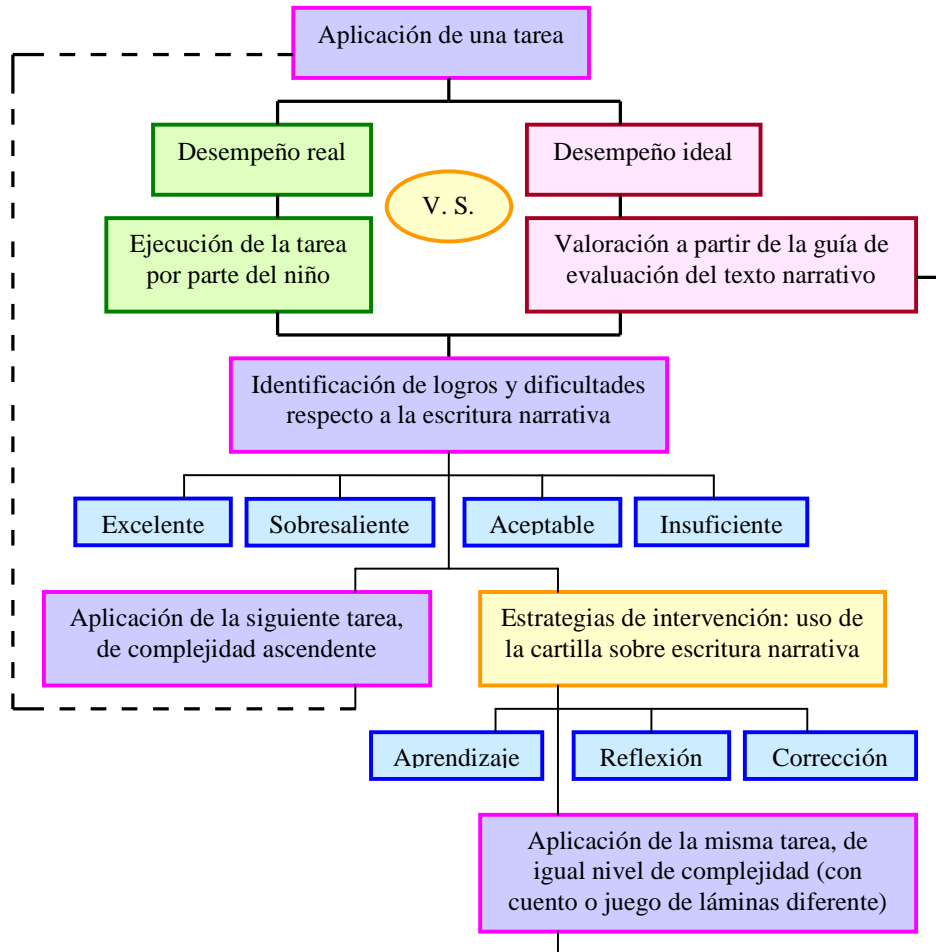 Aplicación de una tarea
Desempeño real
Desempeño ideal
V. S.
Ejecución de la tarea
por parte del niño
Valoración a partir de la guía de
evaluación del texto narrativo
Identificación de logros y dificultades
respecto a la escritura narrativa
Excelente
Sobresaliente
Aceptable
Insuficiente
Aplicación de la siguiente tarea,
de complejidad ascendente
Estrategias de intervención: uso de
la cartilla sobre escritura narrativa
Aprendizaje
Reflexión
Corrección
Aplicación de la misma tarea, de
igual nivel de complejidad (con
cuento o juego de láminas diferente)